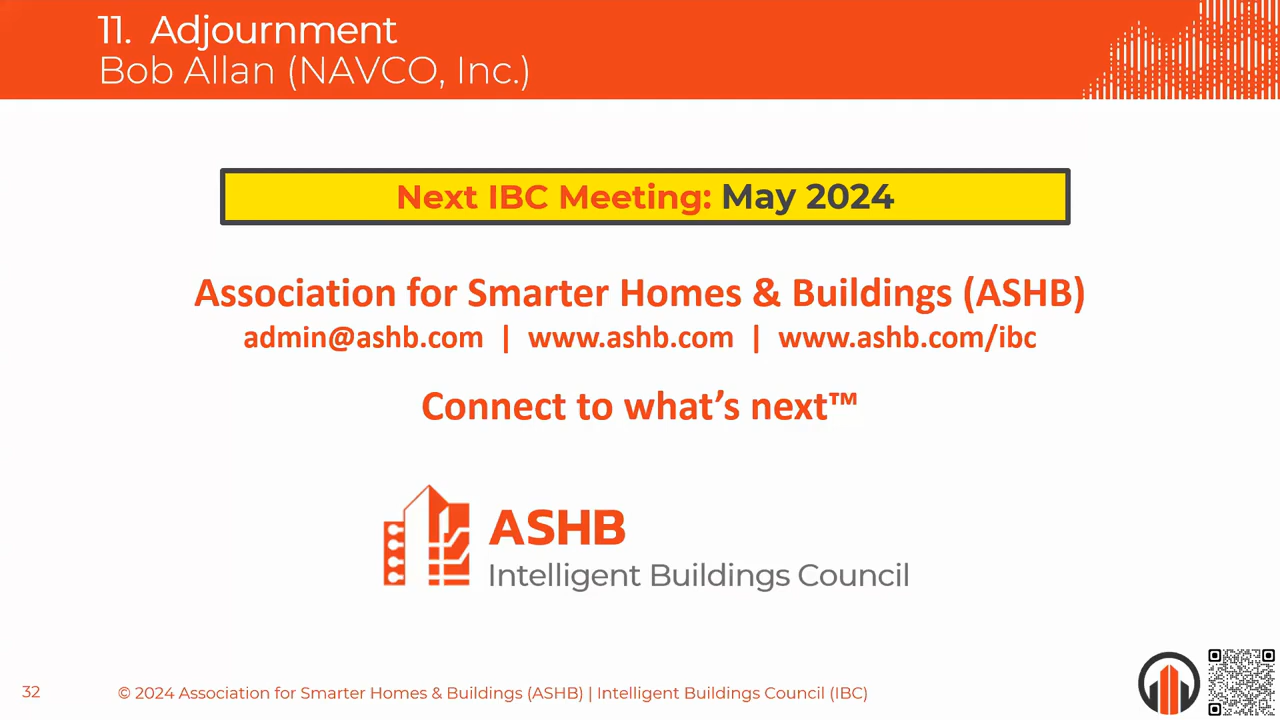 11. Adjournment
Bob Allan (NAVCO, Inc.)
Next IBC Meeting: May 2024
Association for Smarter Homes & Buildings (ASHB)
admin@ashb.com | www.ashb.com | www.ashb.com/ibc
Connect to what’s next™
ASHB
Intelligent Buildings Council
32
© 2024 Association for Smarter Homes & Buildings (ASHB) | Intelligent Buildings Council (IBC)